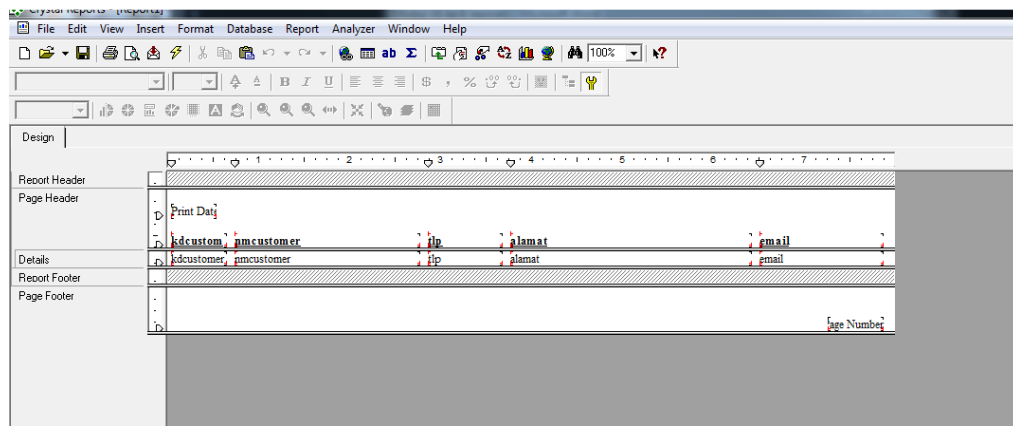 Crystal Reports - [Report1]
File Edit View Insert Format Database Report Analyzer Window Help
ab Σ 100%
B I U $ , %
Design
1 2 3 4 5 6 7
Report Header
Page Header
Print Dat
kdcustom nmcustomer tlp alamat email
Details kdcustomer nmcustomer tlp alamat email
Report Footer
Page Footer
age Number